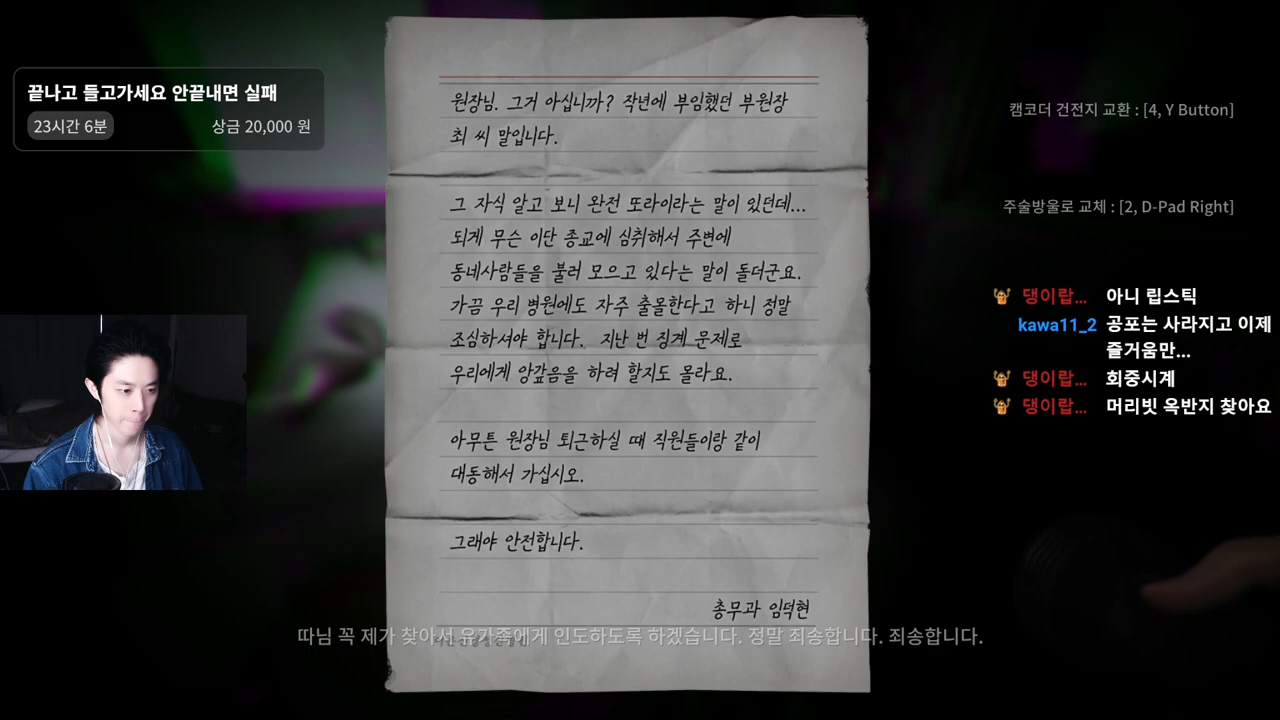 끝나고 들고가세요 안끝내면 실패
23시간 6분
상금 20,000 원
원장님. 그거 아십니까? 작년에 부임했던 부원장
최 씨 말입니다.
그 자식 알고 보니 완전 또라이라는 말이 있던데...
되게 무슨 이단 종교에 심취해서 주변에
동네사람들을 불러 모으고 있다는 말이 돌더군요.
가끔 우리 병원에도 자주 출몰한다고 하니 정말
조심하셔야 합니다. 지난 번 징계 문제로
우리에게 앙갚음을 하려 할지도 몰라요.
아무튼 원장님 퇴근하실 때 직원들이랑 같이
대동해서 가십시오.
그래야 안전합니다.
총무과 임덕현
따님 꼭 제가 찾아서 유가족에게 인도하도록 하겠습니다. 정말 죄송합니다. 죄송합니다.
캠코더 건전지 교환 : [4, Y Button]
주술방울로 교체 : [2, D-Pad Right]
댕이랍... 아니 립스틱
kawa11_2 공포는 사라지고 이제
즐거움만...
댕이랍... 회중시계
댕이랍... 머리빗 옥반지 찾아요